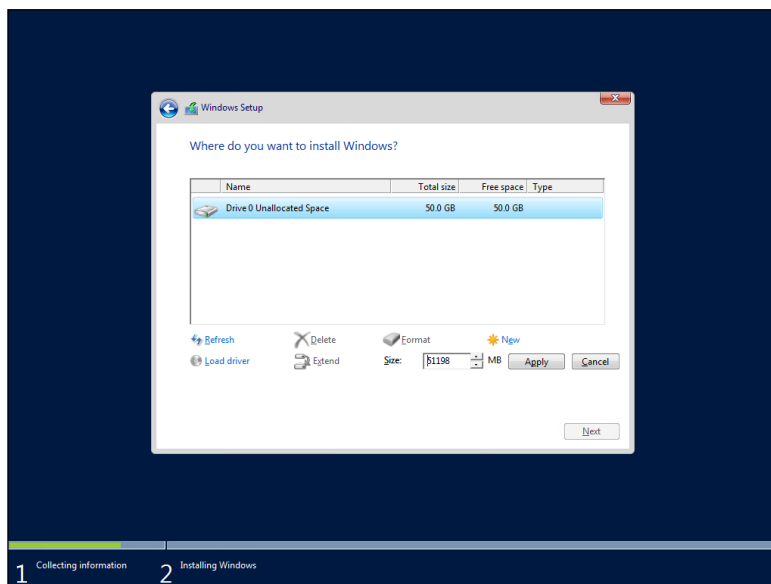 Windows Setup
Where do you want to install Windows?
Name Total size Free space Type
Drive 0 Unallocated Space 50.0 GB 50.0 GB
Refresh Delete Format New
Load driver Extend Size: 51198 MB Apply Cancel
Next
1 Collecting information 2 Installing Windows